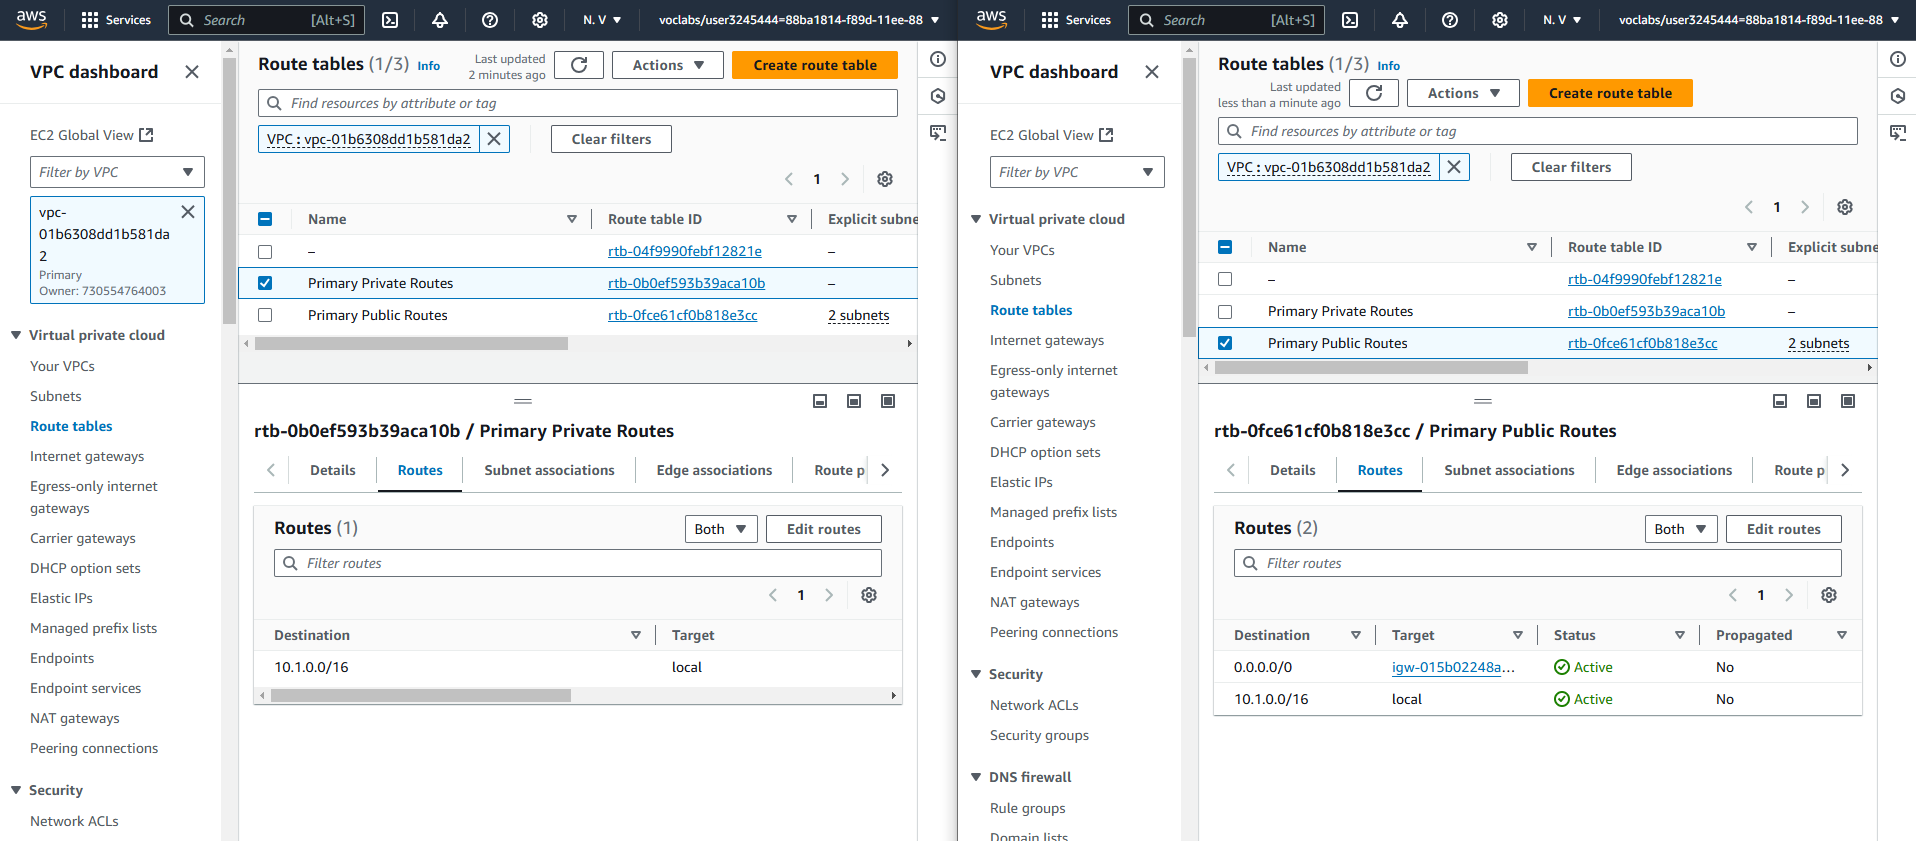 aws
Services
Search
[Alt+S]
N. V
voclabs/user3245444=88ba1814-f89d-11ee-88
VPC dashboard
EC2 Global View
Filter by VPC
vpc-
01b6308dd1b581da
2
Primary
Owner: 730554764003
Virtual private cloud
Your VPCs
Subnets
Route tables
Internet gateways
Egress-only internet
gateways
Carrier gateways
DHCP option sets
Elastic IPs
Managed prefix lists
Endpoints
Endpoint services
NAT gateways
Peering connections
Security
Network ACLs
Route tables (1/3) Info
Last updated
2 minutes ago
Actions
Create route table
Find resources by attribute or tag
VPC : vpc-01b6308dd1b581da2
Clear filters
1
Name Route table ID Explicit subne
– rtb-04f9990febf12821e –
Primary Private Routes rtb-0b0ef593b39aca10b –
Primary Public Routes rtb-0fce61cf0b818e3cc 2 subnets
rtb-0b0ef593b39aca10b / Primary Private Routes
Details Routes Subnet associations Edge associations Route p
Routes (1)
Both
Edit routes
Filter routes
1
Destination Target
10.1.0.0/16 local
aws
Services
Search
[Alt+S]
N. V
voclabs/user3245444=88ba1814-f89d-11ee-88
VPC dashboard
EC2 Global View
Filter by VPC
Virtual private cloud
Your VPCs
Subnets
Route tables
Internet gateways
Egress-only internet
gateways
Carrier gateways
DHCP option sets
Elastic IPs
Managed prefix lists
Endpoints
Endpoint services
NAT gateways
Peering connections
Security
Network ACLs
Security groups
DNS firewall
Rule groups
Domain lists
Route tables (1/3) Info
Last updated
less than a minute ago
Actions
Create route table
Find resources by attribute or tag
VPC : vpc-01b6308dd1b581da2
Clear filters
1
Name Route table ID Explicit subne
– rtb-04f9990febf12821e –
Primary Private Routes rtb-0b0ef593b39aca10b –
Primary Public Routes rtb-0fce61cf0b818e3cc 2 subnets
rtb-0fce61cf0b818e3cc / Primary Public Routes
Details Routes Subnet associations Edge associations Route p
Routes (2)
Both
Edit routes
Filter routes
1
Destination Target Status Propagated
0.0.0.0/0 igw-015b02248a... Active No
10.1.0.0/16 local Active No